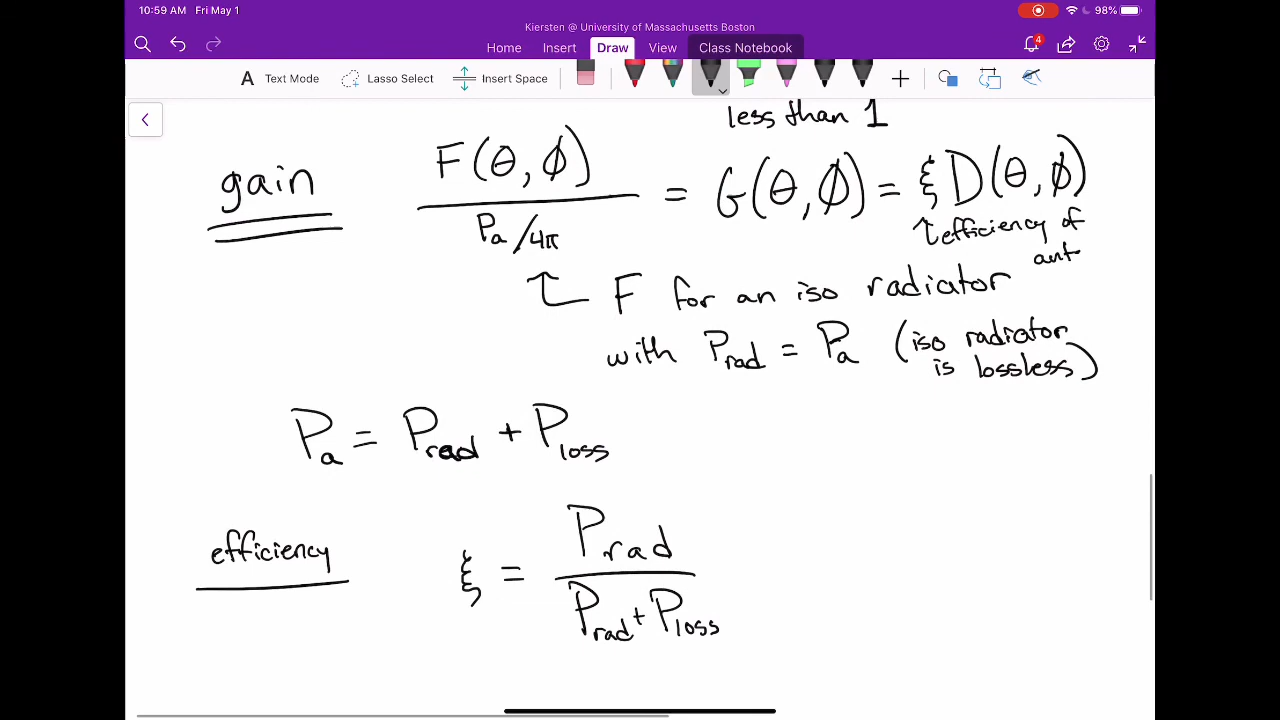 10:59 AM Fri May 1
98%
Kiersten @ University of Massachusetts Boston
Home Insert Draw View Class Notebook
4
A Text Mode Lasso Select Insert Space
less than 1
gain F(θ,ϕ) / Pa/4π = G(θ,ϕ) = ξ D(θ,ϕ)
↑ efficiency of
ant
F for an iso radiator
with Prad = Pa (iso radiator
is lossless)
Pa = Prad + Ploss
efficiency ξ = Prad / Prad + Ploss